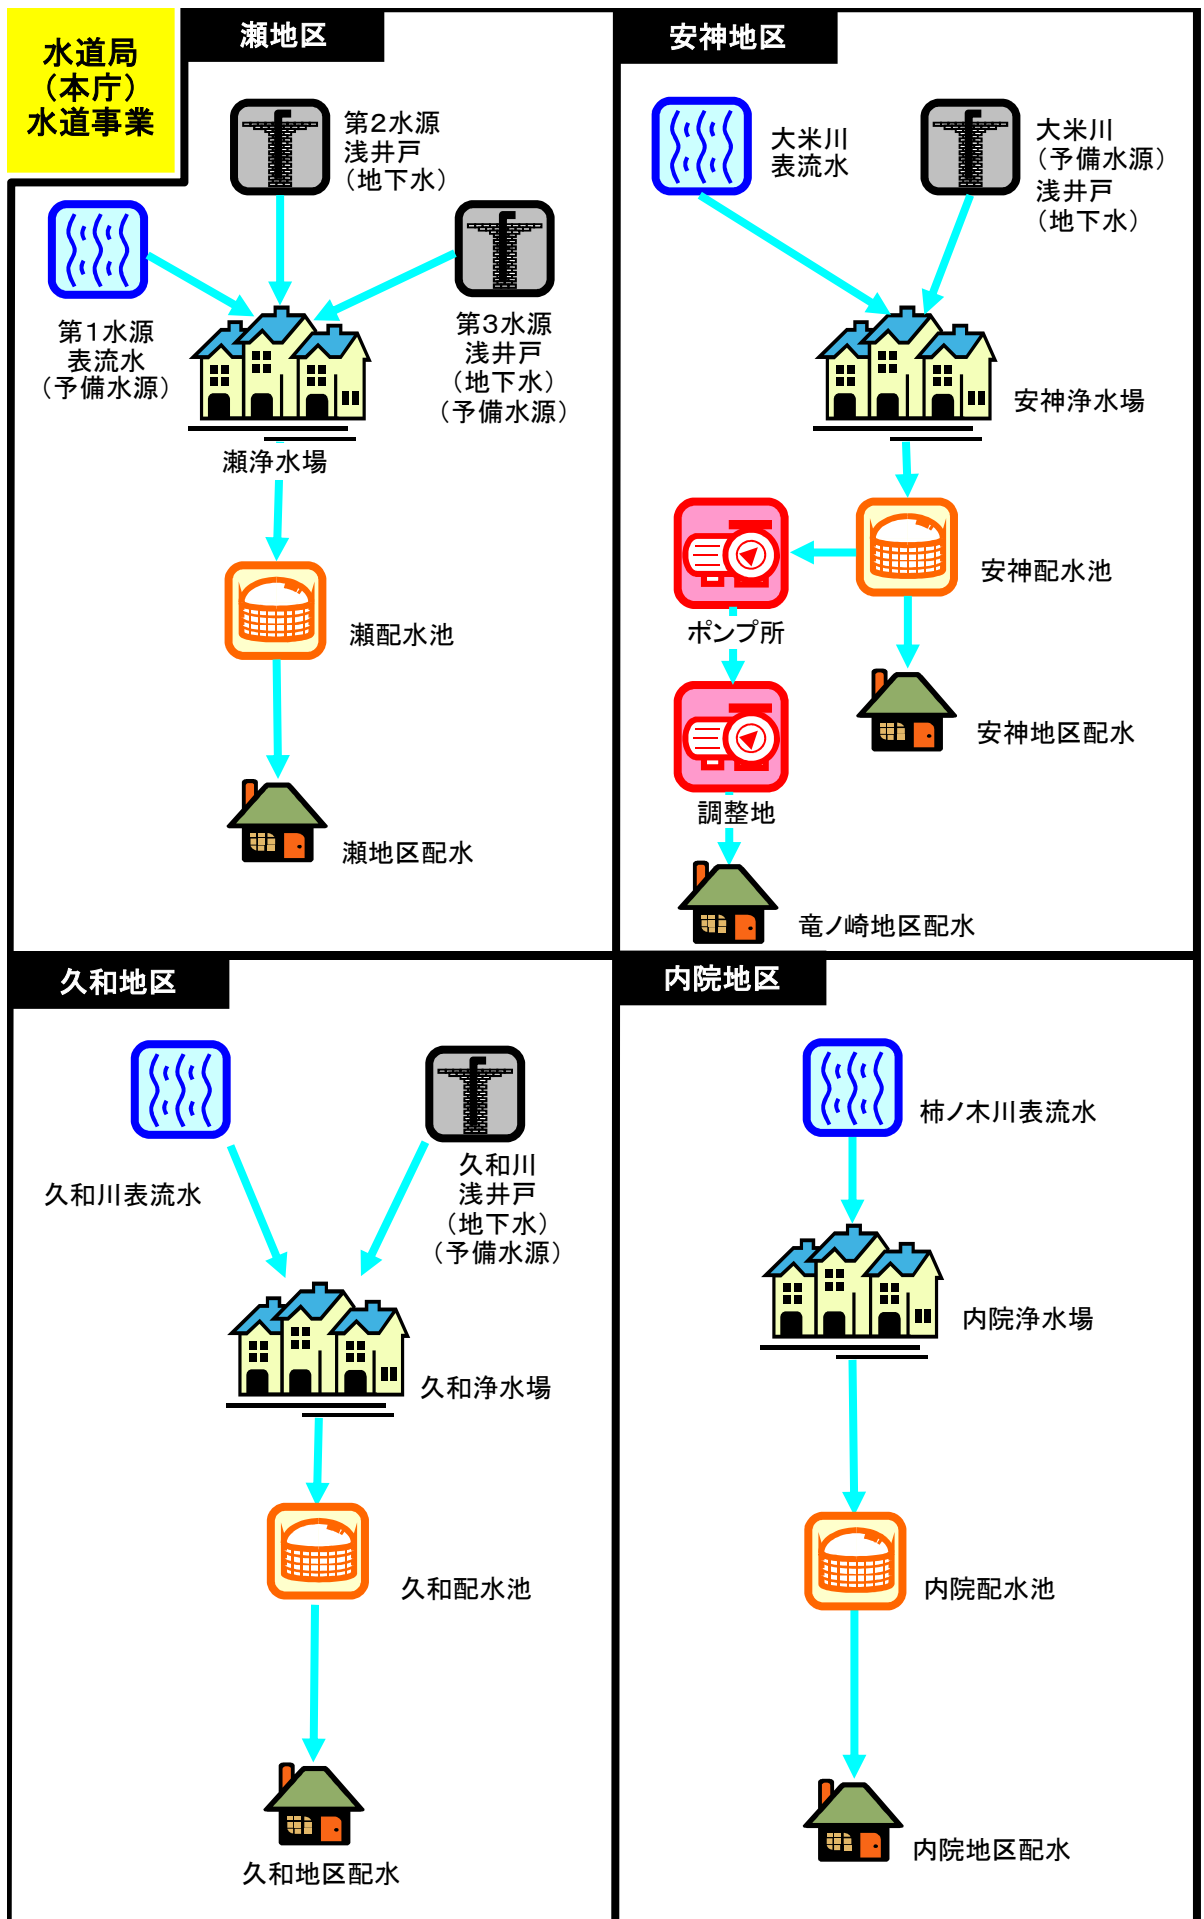 水道局
（本庁）
水道事業
瀬地区
第２水源
浅井戸
（地下水）
第１水源
表流水
（予備水源）
第３水源
浅井戸
（地下水）
（予備水源）
瀬浄水場
瀬配水池
瀬地区配水
安神地区
大米川
表流水
大米川
（予備水源）
浅井戸
（地下水）
安神浄水場
安神配水池
ポンプ所
安神地区配水
調整地
竜ノ崎地区配水
久和地区
久和川表流水
久和川
浅井戸
（地下水）
（予備水源）
久和浄水場
久和配水池
久和地区配水
内院地区
柿ノ木川表流水
内院浄水場
内院配水池
内院地区配水